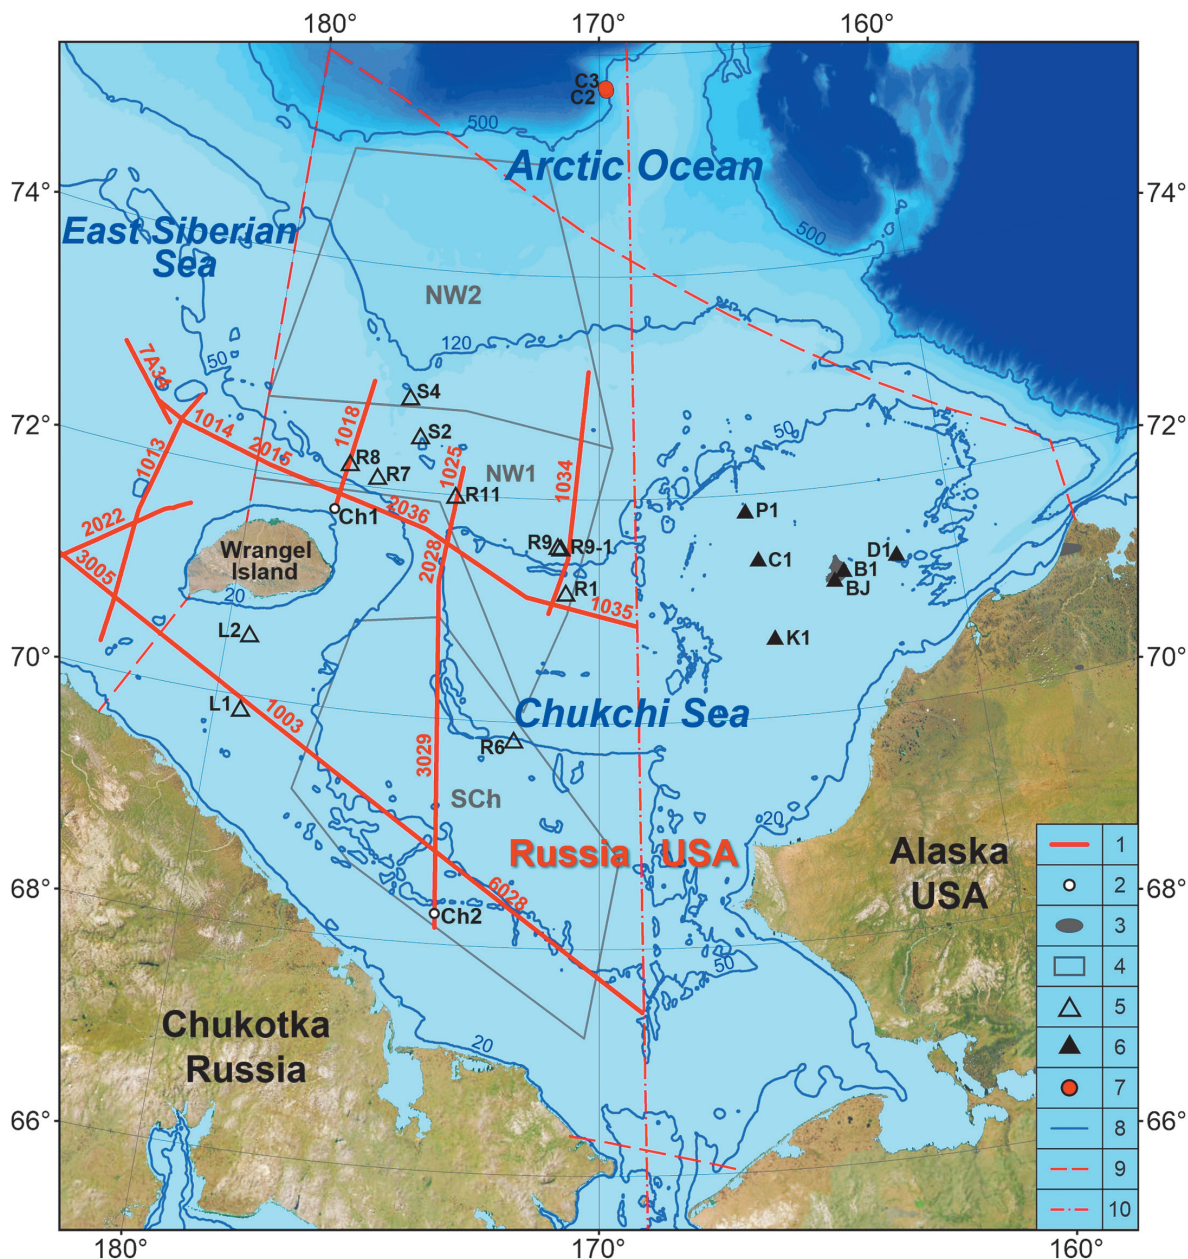 180°
170°
160°
C3
C2
500
Arctic Ocean
74°
74°
East Siberian
Sea
500
NW2
120
7A34
50
S4
72°
72°
1014
1018
50
S2
2015
1013
R8
R7
1025
NW1
1034
R11
P1
Ch1
2036
2022
R9
R9-1
D1
Wrangel
Island
C1
B1
3005
2028
BJ
R1
20
1035
L2
K1
70°
70°
L1
1003
Chukchi Sea
R6
3029
SCh
20
Russia
USA
Alaska
USA
1
68°
6028
68°
2
Ch2
3
50
4
5
Chukotka
Russia
20
6
7
66°
66°
8
9
10
180°
170°
160°